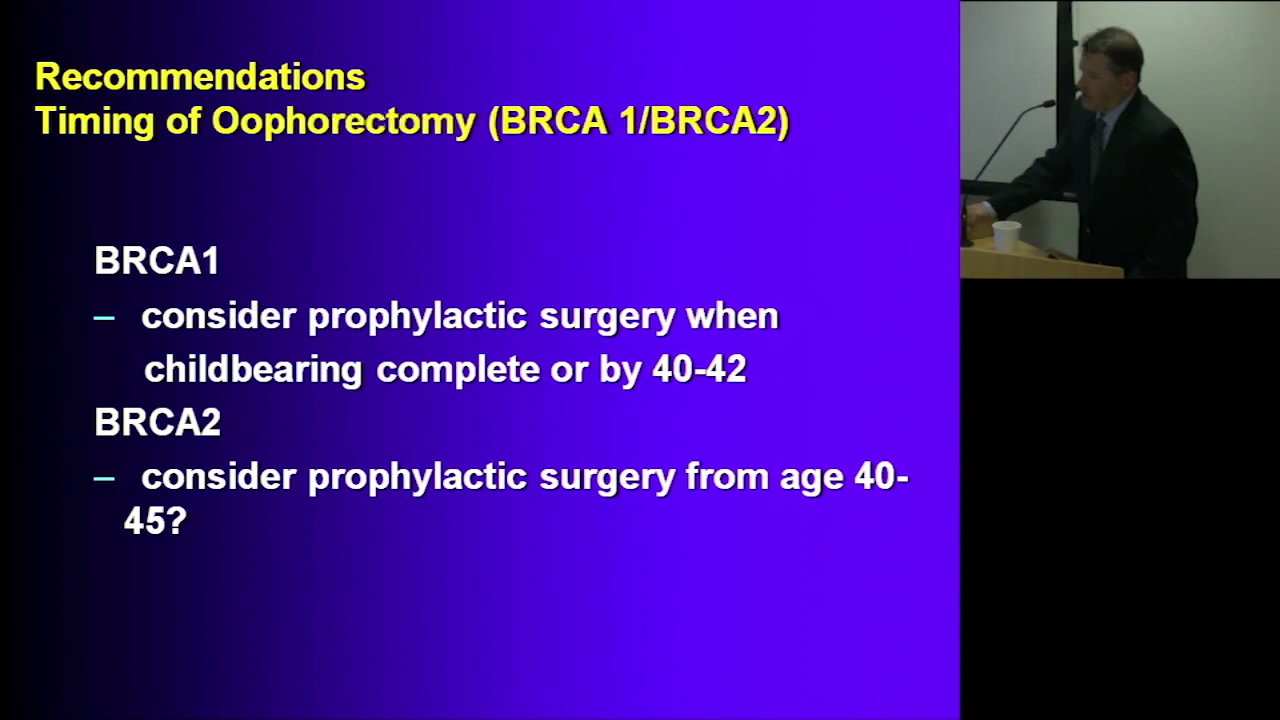 Recommendations
Timing of Oophorectomy (BRCA 1/BRCA2)
BRCA1
– consider prophylactic surgery when
childbearing complete or by 40-42
BRCA2
– consider prophylactic surgery from age 40-
45?